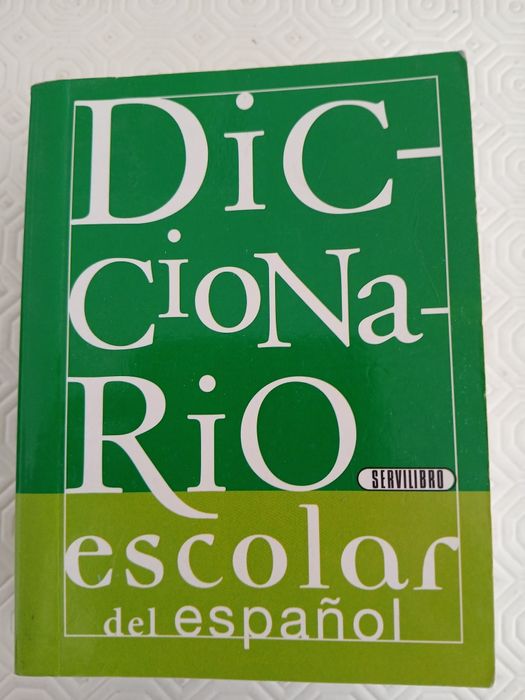 DiC-
CioNa-
RiO
SERVILIBRO
escolar
del español